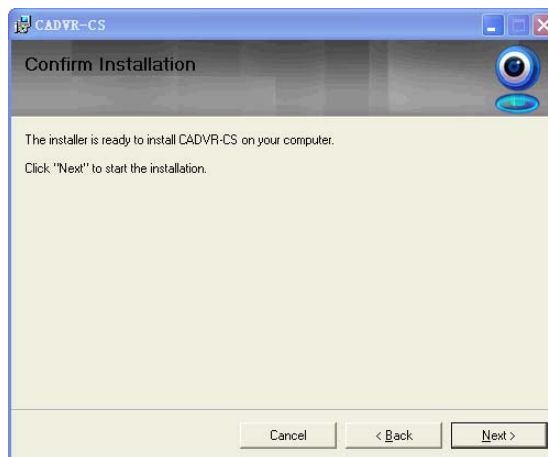 CADVR-CS
Confirm Installation
The installer is ready to install CADVR-CS on your computer.
Click "Next" to start the installation.
Cancel
< Back
Next >